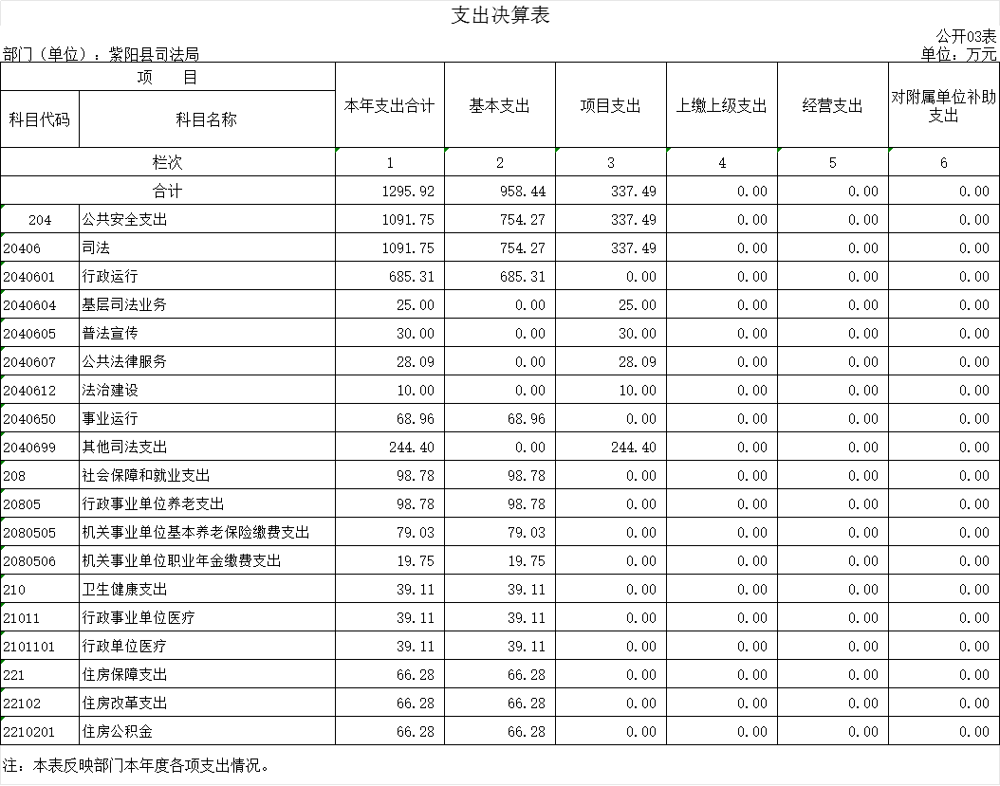 支出决算表
公开03表
部门（单位）：紫阳县司法局 单位：万元
项 目 本年支出合计 基本支出 项目支出 上缴上级支出 经营支出 对附属单位补助支出
科目代码 科目名称
栏次 1 2 3 4 5 6
合计 1295.92 958.44 337.49 0.00 0.00 0.00
204 公共安全支出 1091.75 754.27 337.49 0.00 0.00 0.00
20406 司法 1091.75 754.27 337.49 0.00 0.00 0.00
2040601 行政运行 685.31 685.31 0.00 0.00 0.00 0.00
2040604 基层司法业务 25.00 0.00 25.00 0.00 0.00 0.00
2040605 普法宣传 30.00 0.00 30.00 0.00 0.00 0.00
2040607 公共法律服务 28.09 0.00 28.09 0.00 0.00 0.00
2040612 法治建设 10.00 0.00 10.00 0.00 0.00 0.00
2040650 事业运行 68.96 68.96 0.00 0.00 0.00 0.00
2040699 其他司法支出 244.40 0.00 244.40 0.00 0.00 0.00
208 社会保障和就业支出 98.78 98.78 0.00 0.00 0.00 0.00
20805 行政事业单位养老支出 98.78 98.78 0.00 0.00 0.00 0.00
2080505 机关事业单位基本养老保险缴费支出 79.03 79.03 0.00 0.00 0.00 0.00
2080506 机关事业单位职业年金缴费支出 19.75 19.75 0.00 0.00 0.00 0.00
210 卫生健康支出 39.11 39.11 0.00 0.00 0.00 0.00
21011 行政事业单位医疗 39.11 39.11 0.00 0.00 0.00 0.00
2101101 行政单位医疗 39.11 39.11 0.00 0.00 0.00 0.00
221 住房保障支出 66.28 66.28 0.00 0.00 0.00 0.00
22102 住房改革支出 66.28 66.28 0.00 0.00 0.00 0.00
2210201 住房公积金 66.28 66.28 0.00 0.00 0.00 0.00
注：本表反映部门本年度各项支出情况。